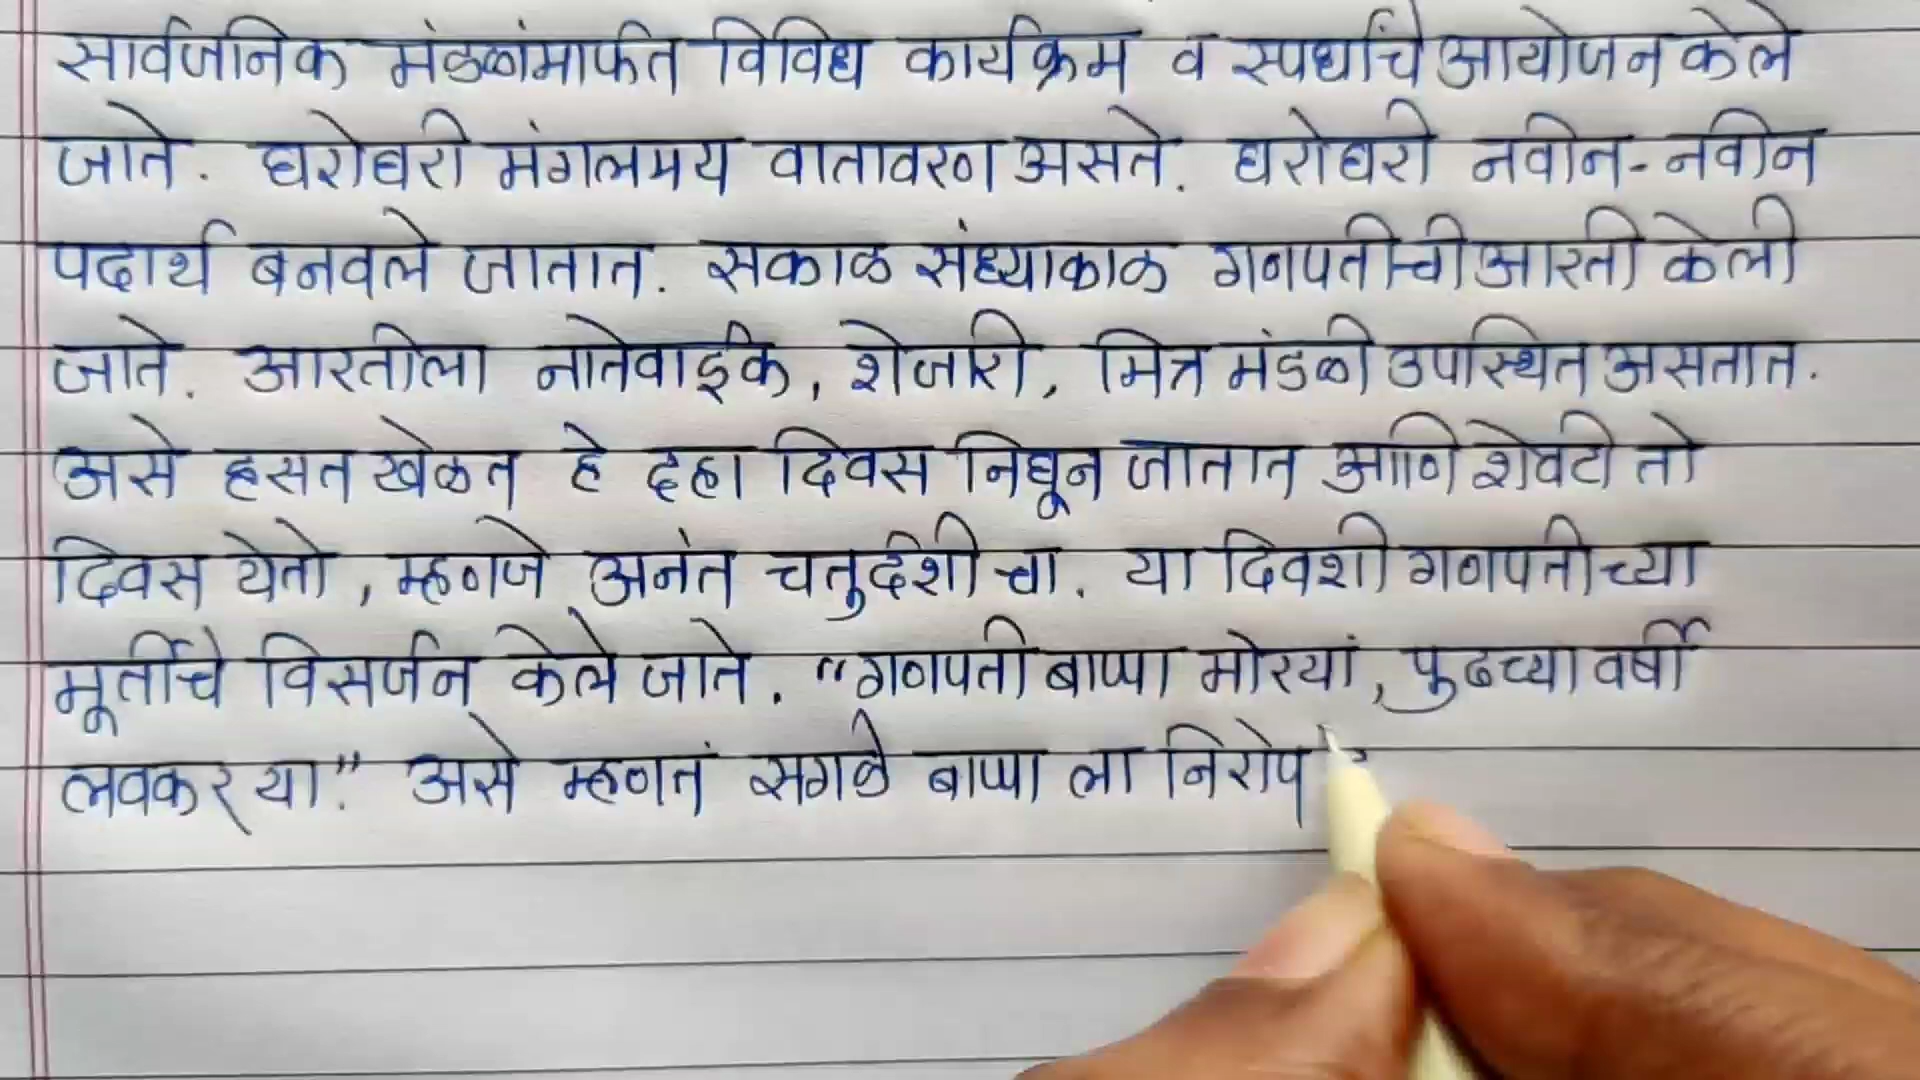 सार्वजनिक मंडळांमार्फत विविध कार्यक्रम व स्पर्धांचे आयोजन केले
जाते. घरोघरी मंगलमय वातावरण असते. घरोघरी नवीन-नवीन
पदार्थ बनवले जातात. सकाळ संध्याकाळ गणपतीची आरती केली
जाते. आरतीला नातेवाईक, शेजारी, मित्र मंडळी उपस्थित असतात.
असे हसत खेळत हे दहा दिवस निघून जातात आणि शेवटी तो
दिवस येतो, म्हणजे अनंत चतुर्दशी चा. या दिवशी गणपतीच्या
मूर्तीचे विसर्जन केले जाते. "गणपती बाप्पा मोरयां, पुढच्या वर्षी
लवकर या." असे म्हणतं सगळे बाप्पा ला निरोप